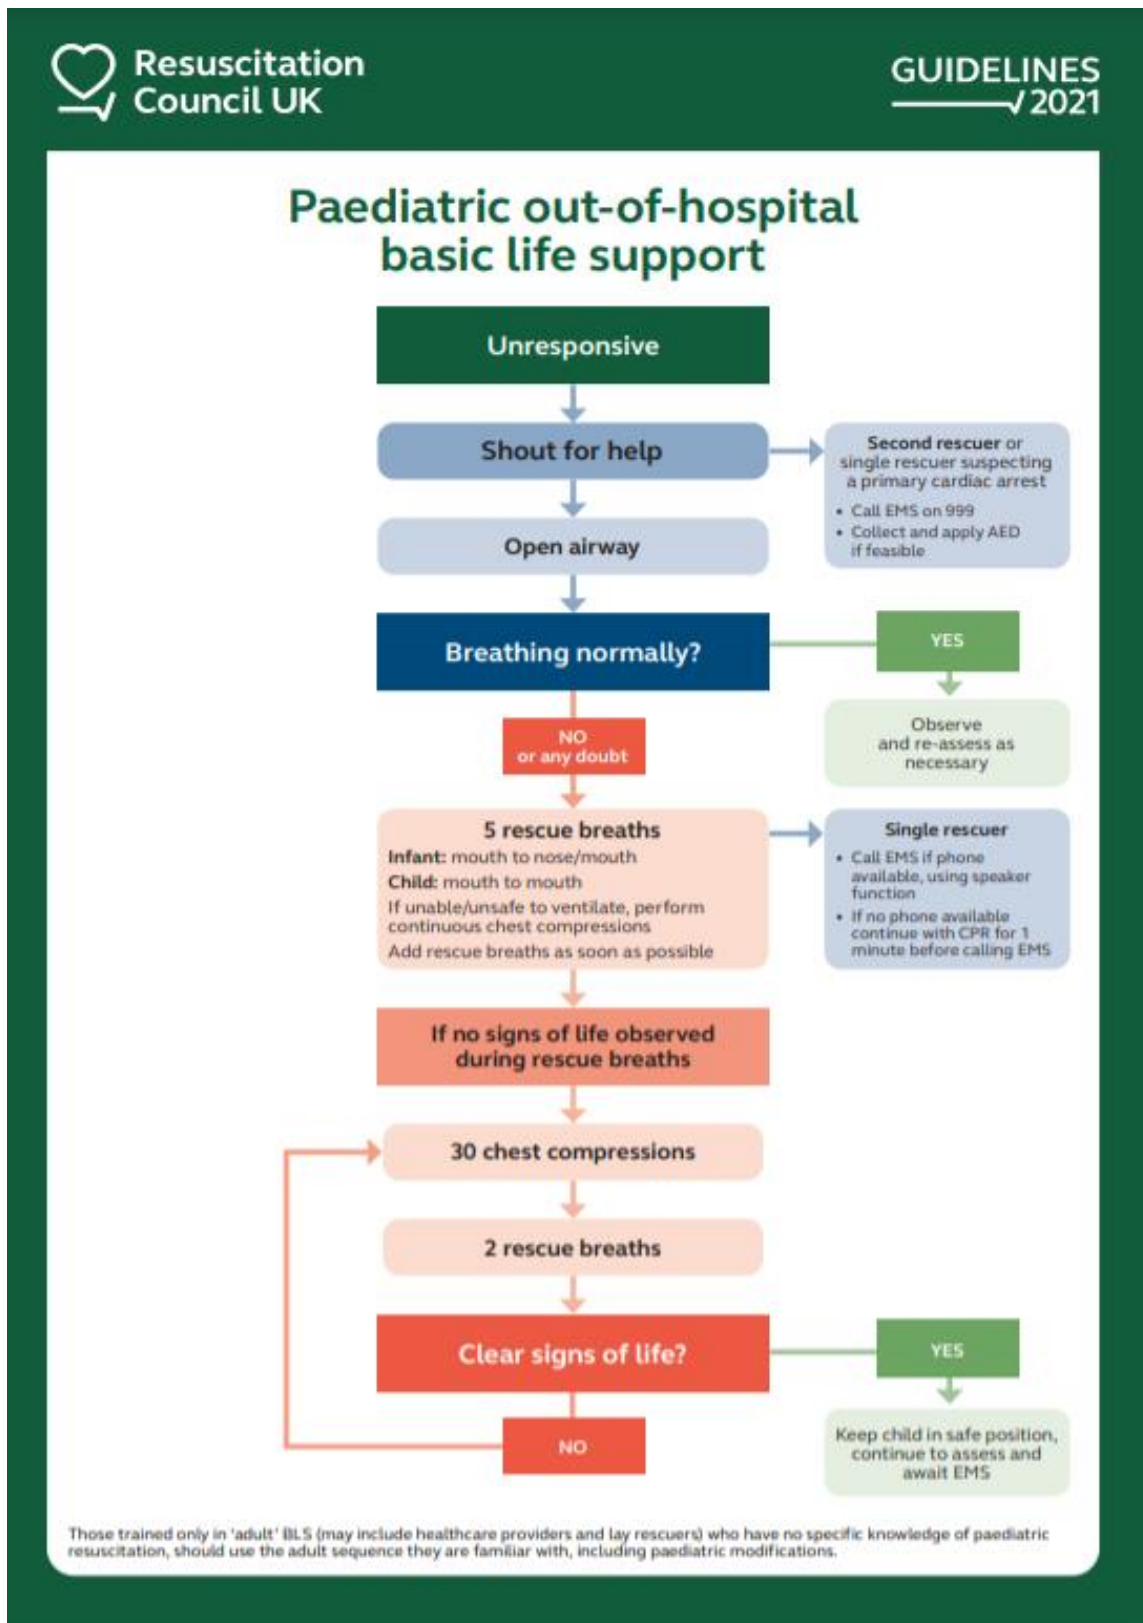 Resuscitation
Council UK
GUIDELINES
2021
Paediatric out-of-hospital
basic life support
Unresponsive
Shout for help
Second rescuer or
single rescuer suspecting
a primary cardiac arrest
• Call EMS on 999
• Collect and apply AED
if feasible
Open airway
Breathing normally?
YES
Observe
and re-assess as
necessary
NO
or any doubt
5 rescue breaths
Infant: mouth to nose/mouth
Child: mouth to mouth
If unable/unsafe to ventilate, perform
continuous chest compressions
Add rescue breaths as soon as possible
Single rescuer
• Call EMS if phone
available, using speaker
function
• If no phone available
continue with CPR for 1
minute before calling EMS
If no signs of life observed
during rescue breaths
30 chest compressions
2 rescue breaths
Clear signs of life?
YES
Keep child in safe position,
continue to assess and
await EMS
NO
Those trained only in 'adult' BLS (may include healthcare providers and lay rescuers) who have no specific knowledge of paediatric
resuscitation, should use the adult sequence they are familiar with, including paediatric modifications.